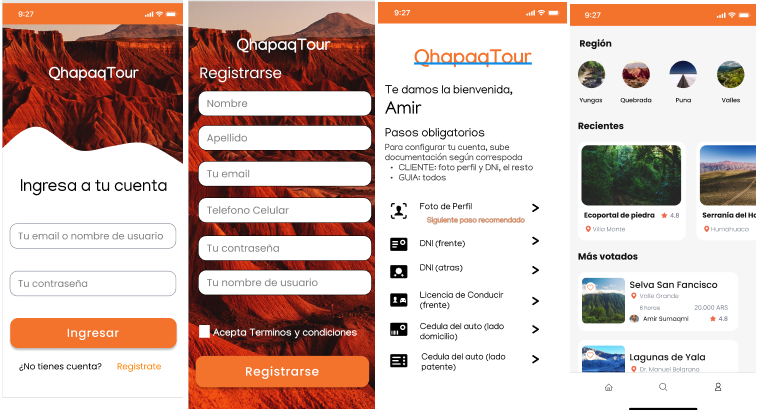 9:27
QhapaqTour
Ingresa a tu cuenta
Tu email o nombre de usuario
Tu contraseña
Ingresar
¿No tienes cuenta? Registrate
9:27
QhapaqTour
Registrarse
Nombre
Apellido
Tu email
Telefono Celular
Tu contraseña
Tu nombre de usuario
Acepta Terminos y condiciones
Registrarse
9:27
QhapaqTour
Te damos la bienvenida,
Amir
Pasos obligatorios
Para configurar tu cuenta, sube
documentación según correspoda
• CLIENTE: foto perfil y DNI, el resto
• GUIA: todos
Foto de Perfil
Siguiente paso recomendado
DNI (frente)
DNI (atras)
Licencia de Conducir
(frente)
Cedula del auto (lado
domicilio)
Cedula del auto (lado
patente)
9:27
Región
Yungas Quebrada Puna Valles
Recientes
Ecoportal de piedra 4.8
Villa Monte
Serranía del Ho
Humahuaca
Más votados
Selva San Fancisco
Valle Grande
8 horas 20.000 ARS
Amir Sumaqmi 4.8
Lagunas de Yala
Dr. Manuel Belgrano